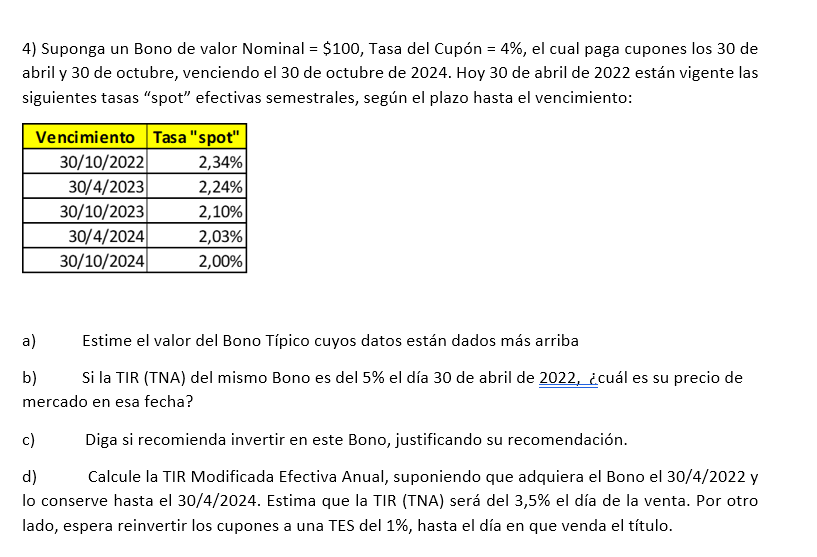 4) Suponga un Bono de valor Nominal = $100, Tasa del Cupón = 4%, el cual paga cupones los 30 de
abril y 30 de octubre, venciendo el 30 de octubre de 2024. Hoy 30 de abril de 2022 están vigente las
siguientes tasas “spot” efectivas semestrales, según el plazo hasta el vencimiento:
Vencimiento Tasa "spot"
30/10/2022 2,34%
30/4/2023 2,24%
30/10/2023 2,10%
30/4/2024 2,03%
30/10/2024 2,00%
a) Estime el valor del Bono Típico cuyos datos están dados más arriba
b) Si la TIR (TNA) del mismo Bono es del 5% el día 30 de abril de 2022, ¿cuál es su precio de
mercado en esa fecha?
c) Diga si recomienda invertir en este Bono, justificando su recomendación.
d) Calcule la TIR Modificada Efectiva Anual, suponiendo que adquiera el Bono el 30/4/2022 y
lo conserve hasta el 30/4/2024. Estima que la TIR (TNA) será del 3,5% el día de la venta. Por otro
lado, espera reinvertir los cupones a una TES del 1%, hasta el día en que venda el título.